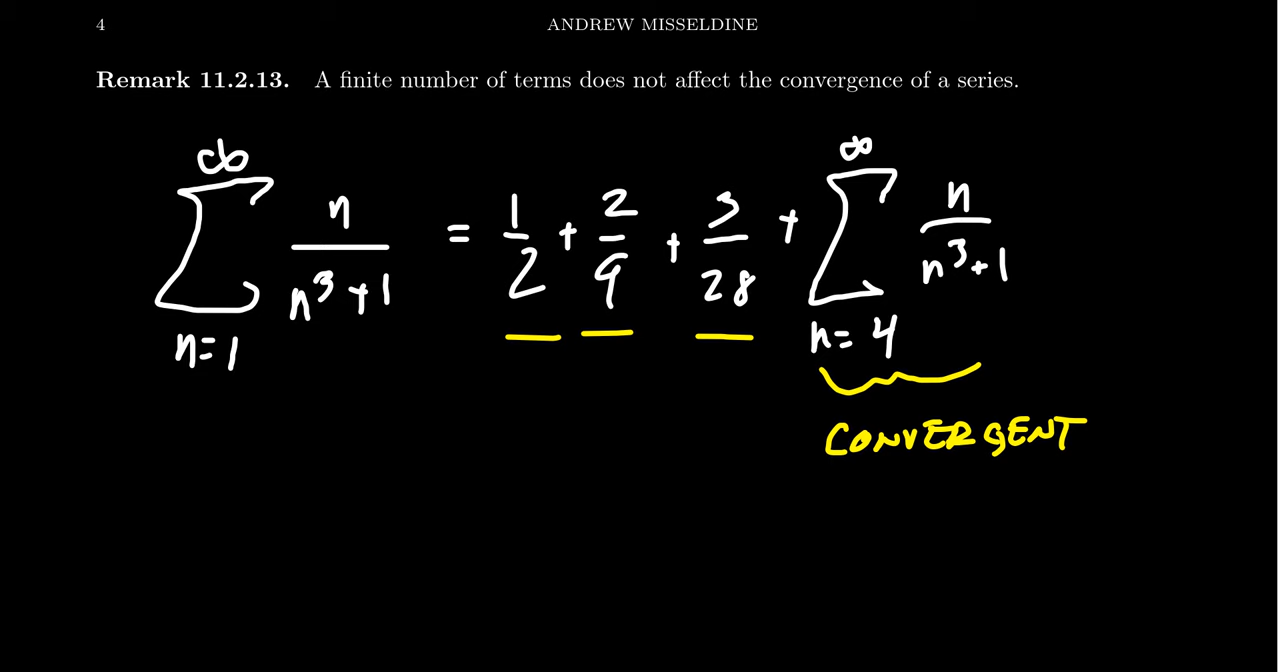 4 ANDREW MISSELDINE
Remark 11.2.13. A finite number of terms does not affect the convergence of a series.
∞ ∞
∑ n/(n³+1) = 1/2 + 2/9 + 3/28 + ∑ n/(n³+1)
n=1 n=4
CONVERGENT